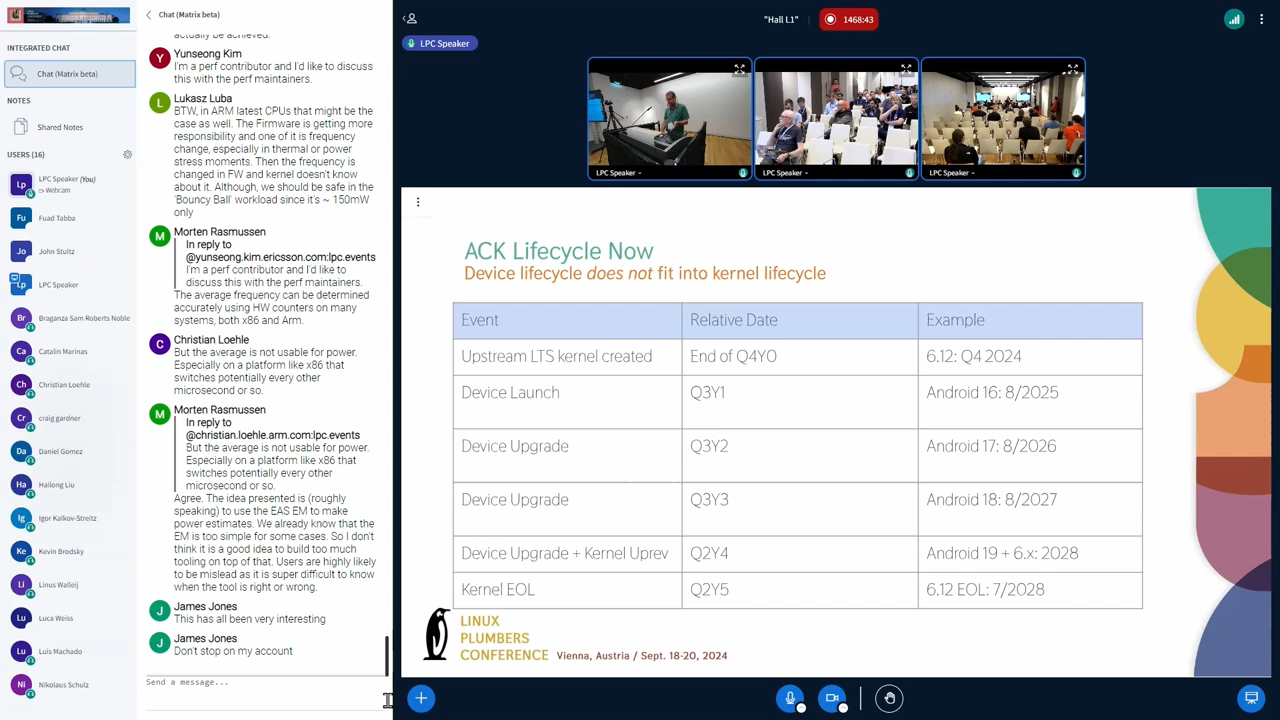 INTEGRATED CHAT
Chat (Matrix beta)
NOTES
Shared Notes
USERS (16)
Lp
LPC Speaker (You)
Webcam
Fu
Fuad Tabba
Jo
John Stultz
Lp
LPC Speaker
Br
Braganza Sam Roberts Noble
Ca
Catalin Marinas
Ch
Christian Loehle
Cr
craig gardner
Da
Daniel Gomez
Ha
Hailong Liu
Ig
Igor Kalkov-Streitz
Ke
Kevin Brodsky
Li
Linus Walleij
Lu
Luca Weiss
Lu
Luis Machado
Ni
Nikolaus Schulz
Chat (Matrix beta)
actually be achieved.
Y
Yunseong Kim
I'm a perf contributor and I'd like to discuss
this with the perf maintainers.
L
Lukasz Luba
BTW, in ARM latest CPUs that might be the
case as well. The Firmware is getting more
responsibility and one of it is frequency
change, especially in thermal or power
stress moments. Then the frequency is
changed in FW and kernel doesn't know
about it. Although, we should be safe in the
'Bouncy Ball' workload since it's ~ 150mW
only
M
Morten Rasmussen
In reply to
@yunseong.kim.ericsson.com:lpc.events
I'm a perf contributor and I'd like to
discuss this with the perf maintainers.
The average frequency can be determined
accurately using HW counters on many
systems, both x86 and Arm.
C
Christian Loehle
But the average is not usable for power.
Especially on a platform like x86 that
switches potentially every other
microsecond or so.
M
Morten Rasmussen
In reply to
@christian.loehle.arm.com:lpc.events
But the average is not usable for power.
Especially on a platform like x86 that
switches potentially every other
microsecond or so.
Agree. The idea presented is (roughly
speaking) to use the EAS EM to make
power estimates. We already know that the
EM is too simple for some cases. So I don't
think it is a good idea to build too much
tooling on top of that. Users are highly likely
to be mislead as it is super difficult to know
when the tool is right or wrong.
J
James Jones
This has all been very interesting
J
James Jones
Don't stop on my account
Send a message...
"Hall L1"
1468:43
LPC Speaker
LPC Speaker
LPC Speaker
LPC Speaker
ACK Lifecycle Now
Device lifecycle does not fit into kernel lifecycle
Event Relative Date Example
Upstream LTS kernel created End of Q4Y0 6.12: Q4 2024
Device Launch Q3Y1 Android 16: 8/2025
Device Upgrade Q3Y2 Android 17: 8/2026
Device Upgrade Q3Y3 Android 18: 8/2027
Device Upgrade + Kernel Uprev Q2Y4 Android 19 + 6.x: 2028
Kernel EOL Q2Y5 6.12 EOL: 7/2028
LINUX
PLUMBERS
CONFERENCE Vienna, Austria / Sept. 18-20, 2024